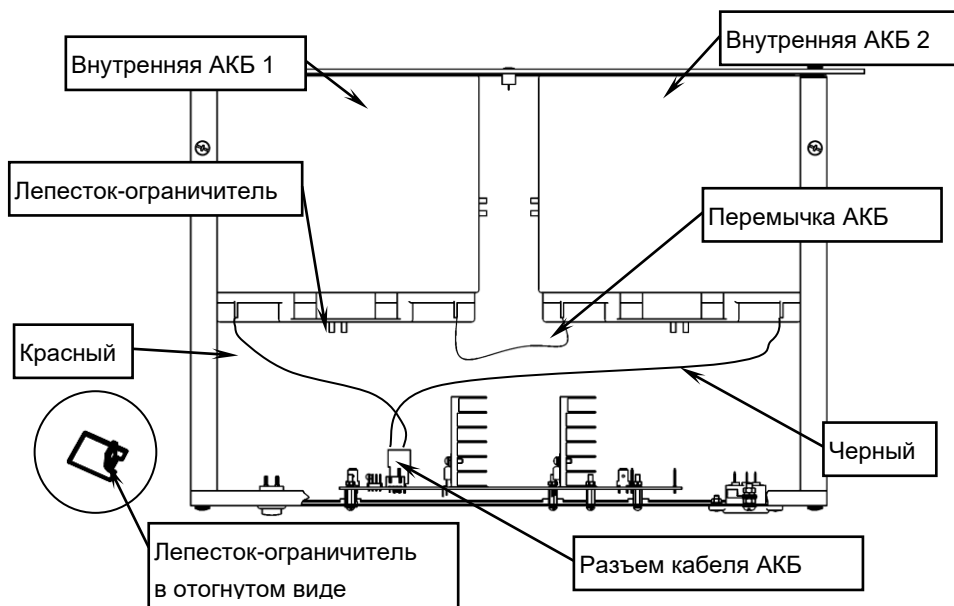 Внутренняя АКБ 1
Внутренняя АКБ 2
Лепесток-ограничитель
Перемычка АКБ
Красный
Черный
Лепесток-ограничитель
в отогнутом виде
Разъем кабеля АКБ